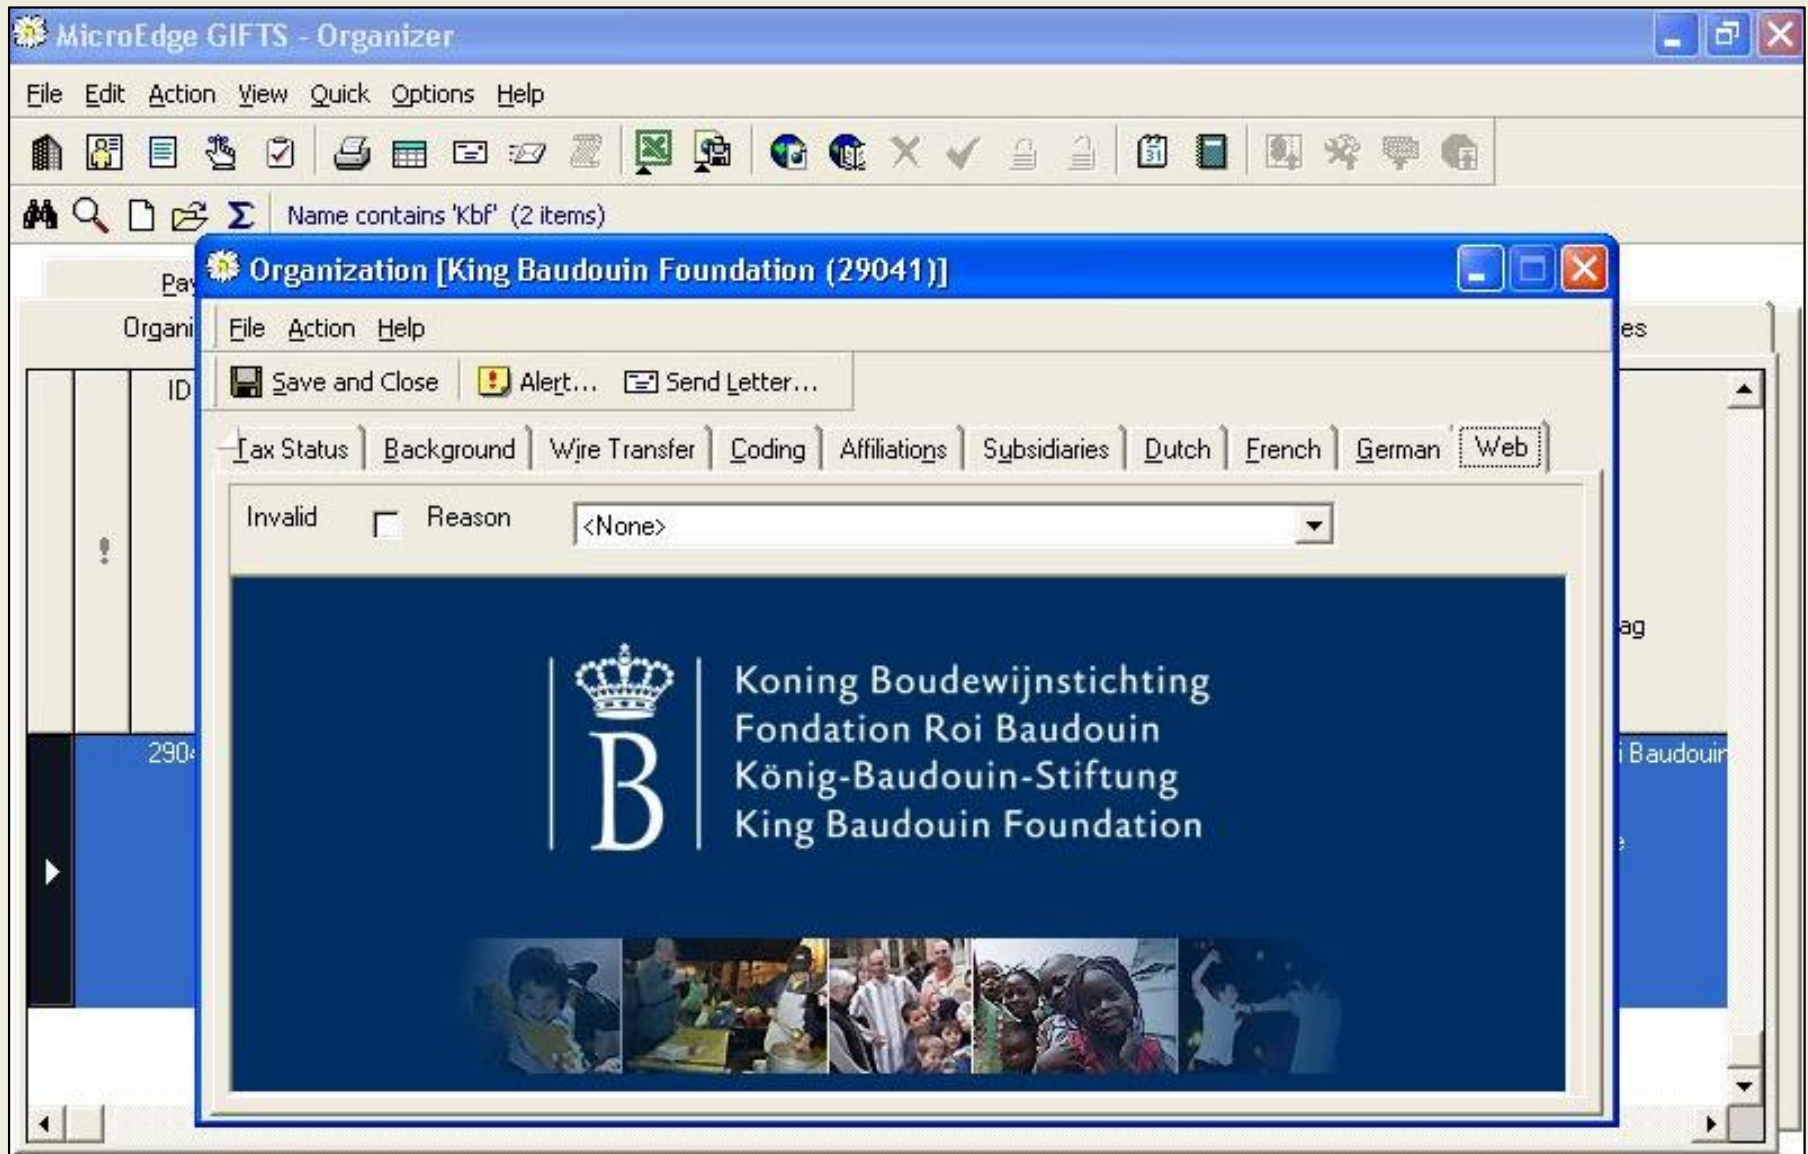 MicroEdge GIFTS - Organizer
File Edit Action View Quick Options Help
31
Name contains 'Kbf' (2 items)
Organization [King Baudouin Foundation (29041)]
File Action Help
Save and Close Alert... Send Letter...
Tax Status Background Wire Transfer Coding Affiliations Subsidiaries Dutch French German Web
ID
Invalid Reason <None>
Koning Boudewijnstichting
Fondation Roi Baudouin
König-Baudouin-Stiftung
King Baudouin Foundation
B
Baudouin